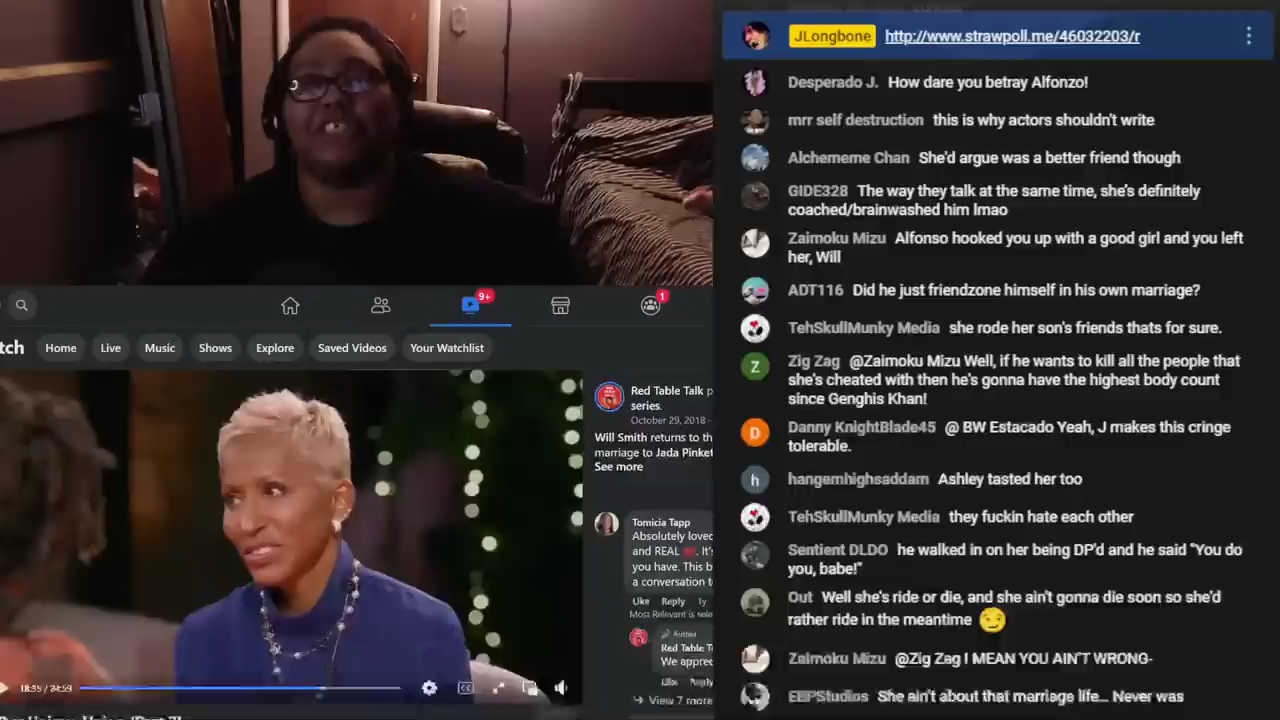 JLongbone http://www.strawpoll.me/46032203/r
Desperado J. How dare you betray Alfonzo!
mrr self destruction this is why actors shouldn't write
Alchememe Chan She'd argue was a better friend though
GIDE328 The way they talk at the same time, she's definitely
coached/brainwashed him lmao
Zaimoku Mizu Alfonso hooked you up with a good girl and you left
her, Will
ADT116 Did he just friendzone himself in his own marriage?
TehSkullMunky Media she rode her son's friends thats for sure.
Z
Zig Zag @Zaimoku Mizu Well, if he wants to kill all the people that
she's cheated with then he's gonna have the highest body count
since Genghis Khan!
D
Danny KnightBlade45 @ BW Estacado Yeah, J makes this cringe
tolerable.
h
hangemhighsaddam Ashley tasted her too
TehSkullMunky Media they fuckin hate each other
Sentient DLDO he walked in on her being DP'd and he said "You do
you, babe!"
Out Well she's ride or die, and she ain't gonna die soon so she'd
rather ride in the meantime 😏
Zaimoku Mizu @Zig Zag I MEAN YOU AIN'T WRONG-
EEPStudios She ain't about that marriage life... Never was
9+
1
tch Home Live Music Shows Explore Saved Videos Your Watchlist
Red Table Talk p
series.
October 29, 2018 ·
Will Smith returns to th
marriage to Jada Pinket
See more
Tomicia Tapp
Absolutely loved
and REAL ❤️. It's
you have. This b
a conversation t
Like Reply 1y
Most Relevant is sele
Author
Red Table T
We apprec
Like Reply
View 7 more
18:55 / 24:59